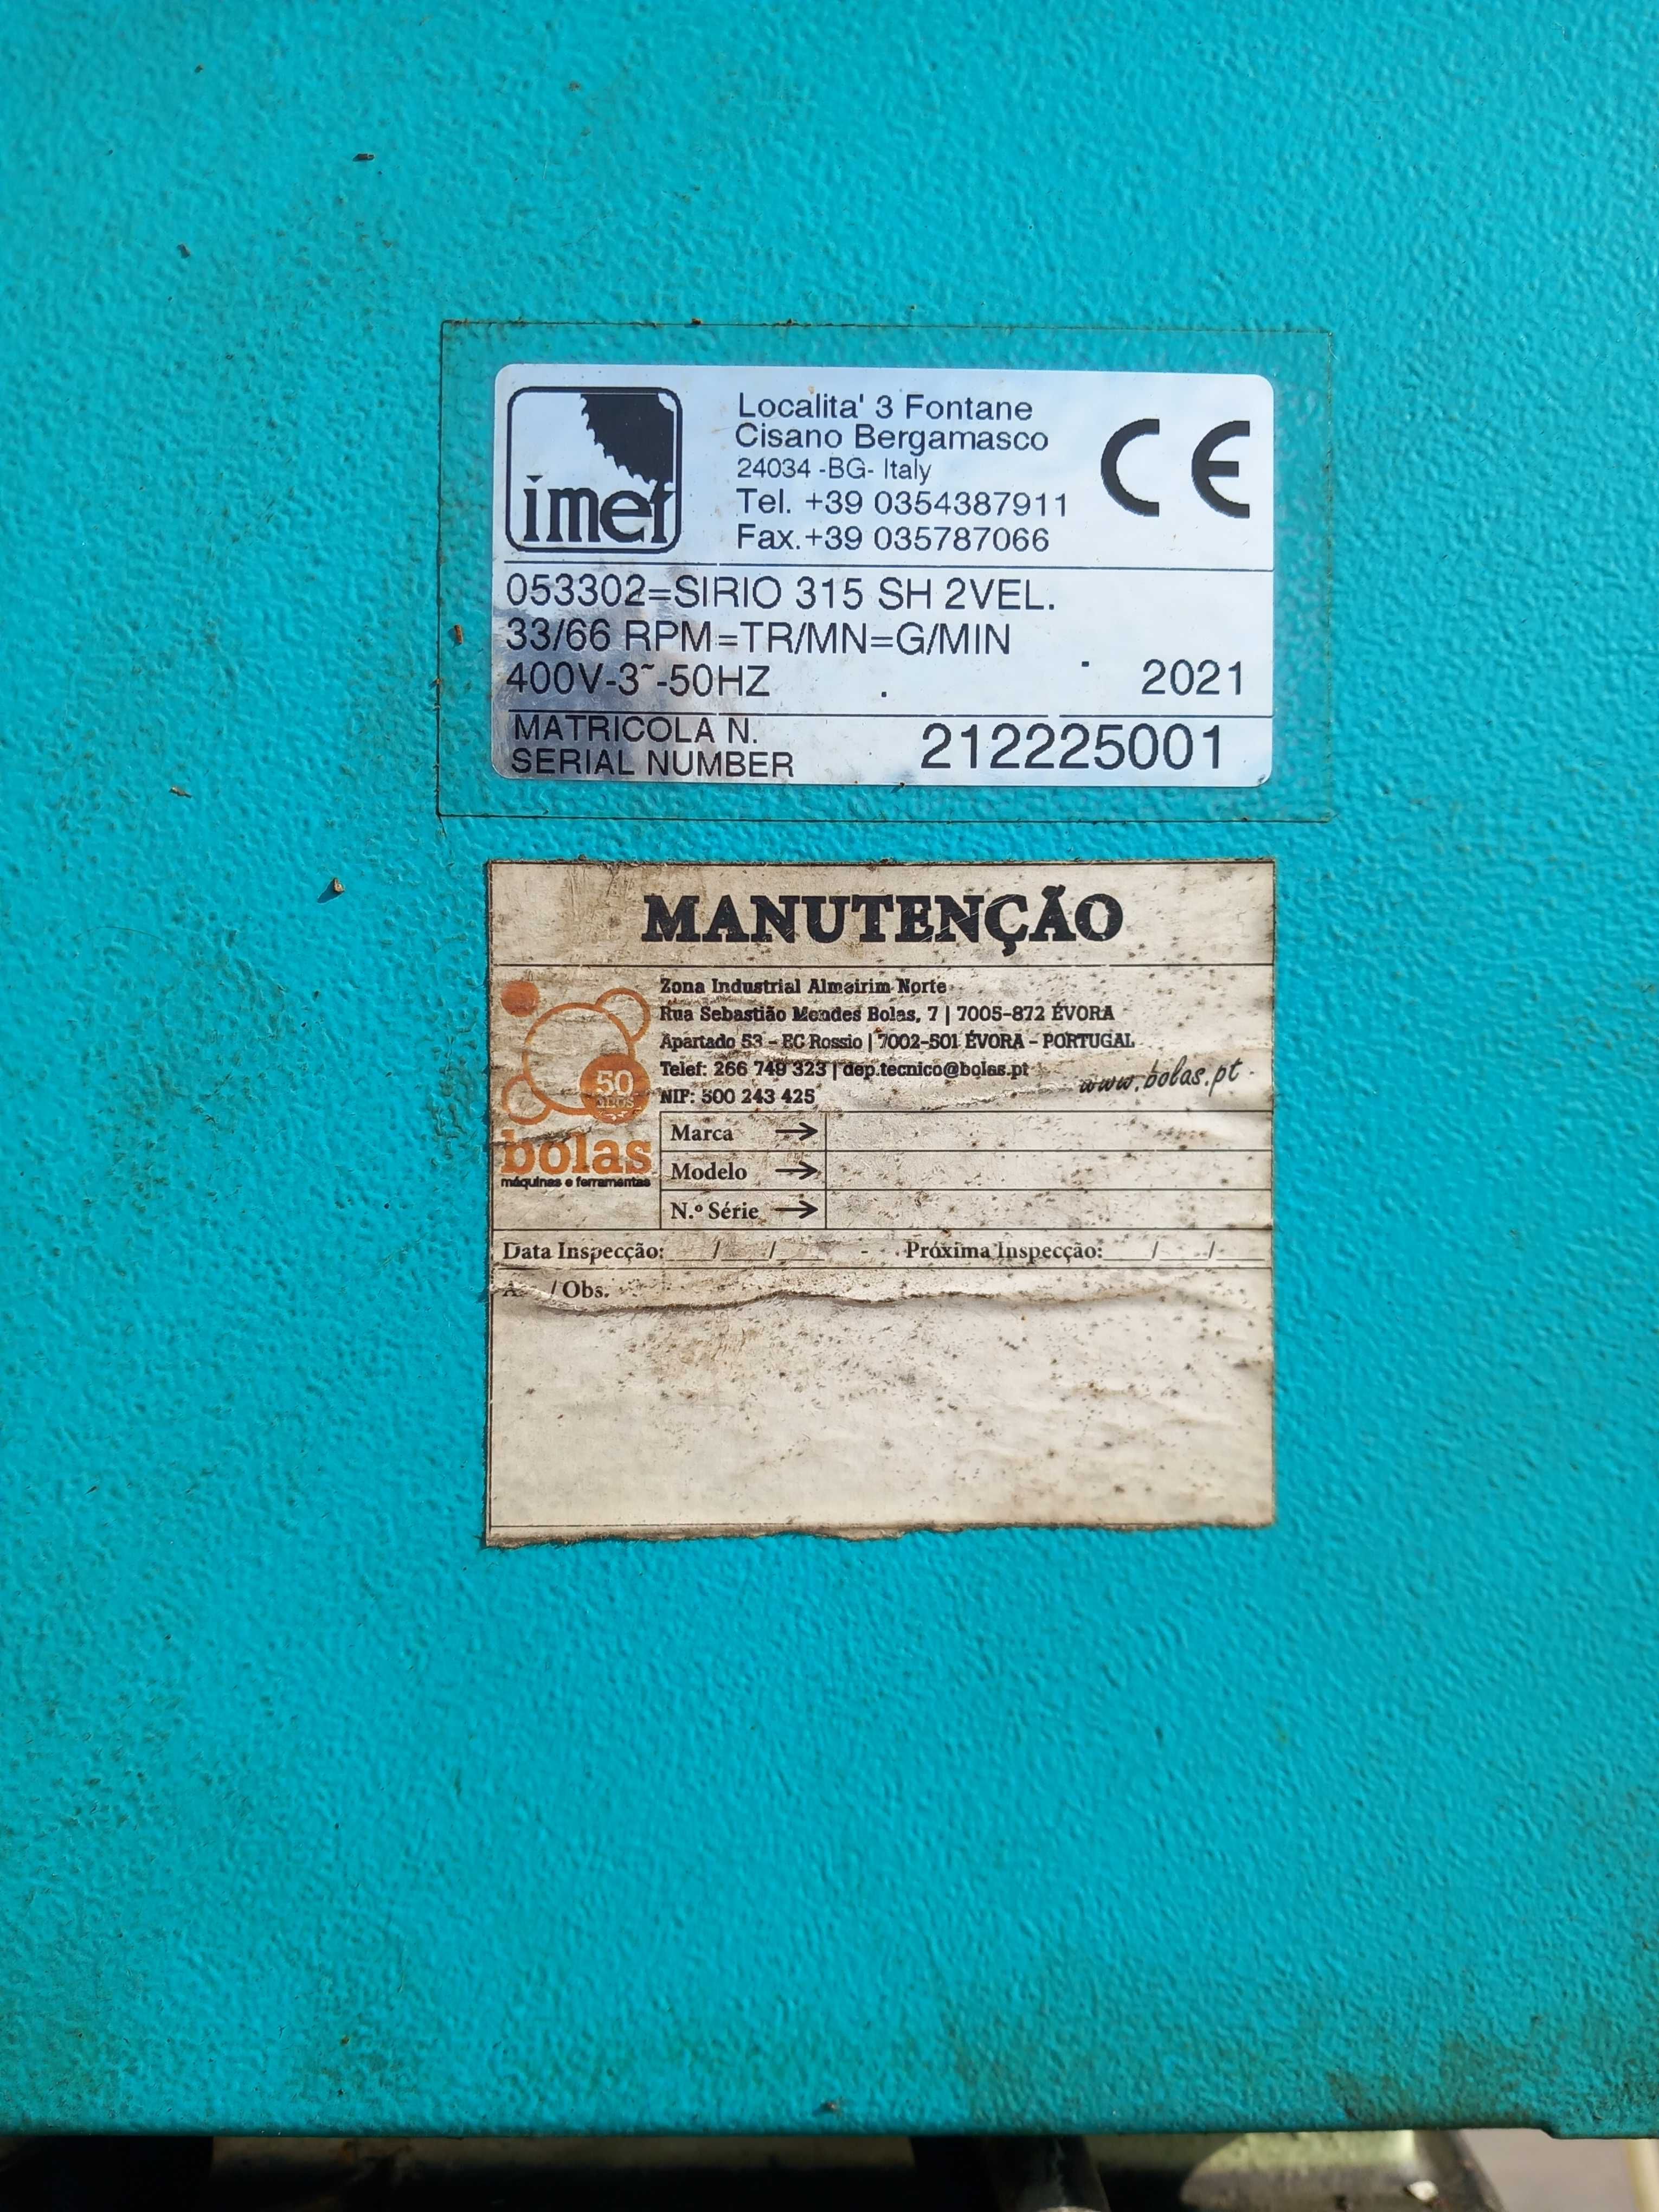 imet
Localita' 3 Fontane
Cisano Bergamasco
24034 -BG- Italy
Tel. +39 0354387911
Fax.+39 035787066
CE
053302=SIRIO 315 SH 2VEL.
33/66 RPM=TR/MN=G/MIN
400V-3~-50HZ 2021
MATRICOLA N.
SERIAL NUMBER 212225001
MANUTENÇÃO
Zona Industrial Almeirim Norte
Rua Sebastião Mendes Bolas, 7 | 7005-872 ÉVORA
Apartado 53 - EC Rossio | 7002-501 ÉVORA - PORTUGAL
Telef: 266 749 323 | dep.tecnico@bolas.pt
www.bolas.pt
NIF: 500 243 425
50
ANOS
bolas
máquinas e ferramentas
Marca →
Modelo →
N.º Série →
Data Inspecção: / / - Próxima Inspecção: / /
/ Obs.